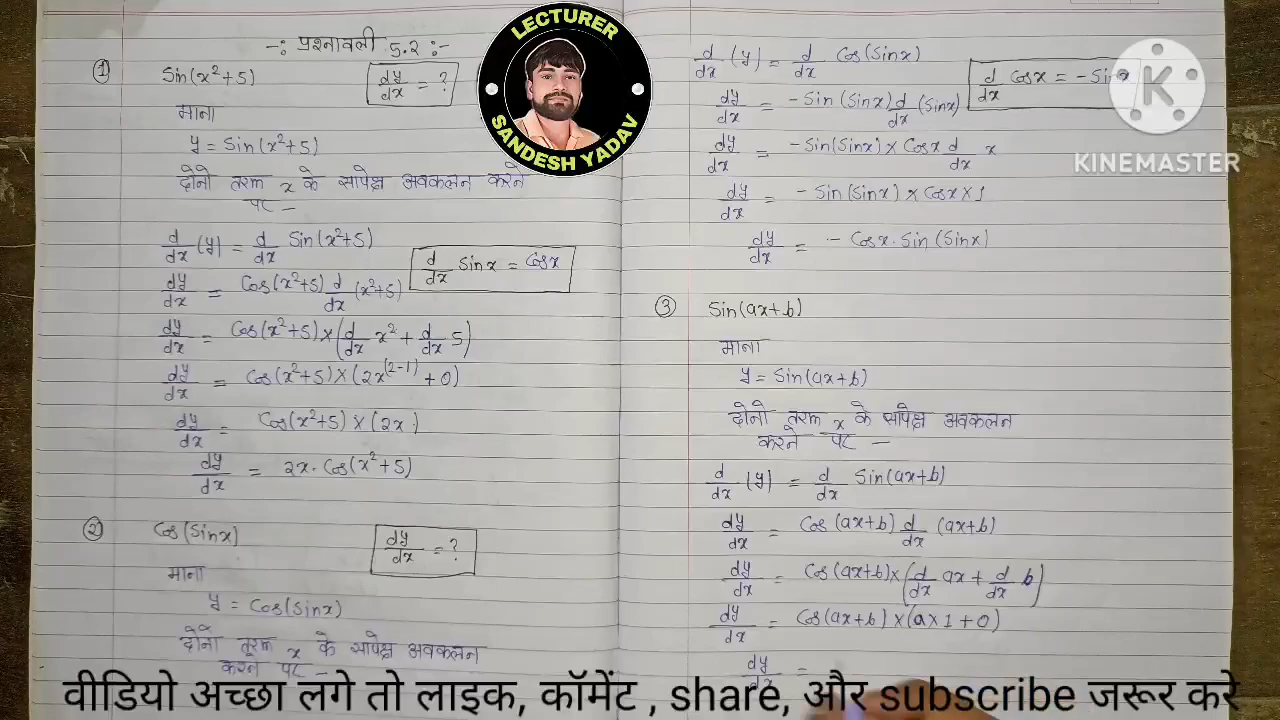 -: प्रश्नावली 5.2 :-
① Sin(x²+5) dy/dx = ?
माना
y = Sin(x²+5)
दोनो तरफ x के सापेक्ष अवकलन करने
पर –
d/dx (y) = d/dx Sin(x²+5)
d/dx Sinx = Cosx
dy/dx = Cos(x²+5) d/dx (x²+5)
dy/dx = Cos(x²+5) × (d/dx x² + d/dx 5)
dy/dx = Cos(x²+5) × (2x⁽²⁻¹⁾ + 0)
dy/dx = Cos(x²+5) × (2x)
dy/dx = 2x · Cos(x²+5)
② Cos(Sinx) dy/dx = ?
माना
y = Cos(Sinx)
दोनो तरफ x के सापेक्ष अवकलन
करने पर –
d/dx (y) = d/dx Cos(Sinx)
d/dx Cosx = -Sin
dy/dx = -Sin(Sinx) d/dx (Sinx)
dy/dx = -Sin(Sinx) × Cosx d/dx x
dy/dx = -Sin(Sinx) × Cosx × 1
dy/dx = -Cosx · Sin(Sinx)
③ Sin(ax+b)
माना
y = Sin(ax+b)
दोनो तरफ x के सापेक्ष अवकलन
करने पर –
d/dx (y) = d/dx Sin(ax+b)
dy/dx = Cos(ax+b) d/dx (ax+b)
dy/dx = Cos(ax+b) × (d/dx ax + d/dx b)
dy/dx = Cos(ax+b) × (a×1+0)
dy/dx =
LECTURER
SANDESH YADAV
K
KINEMASTER
वीडियो अच्छा लगे तो लाइक, कॉमेंट , share, और subscribe जरूर करे